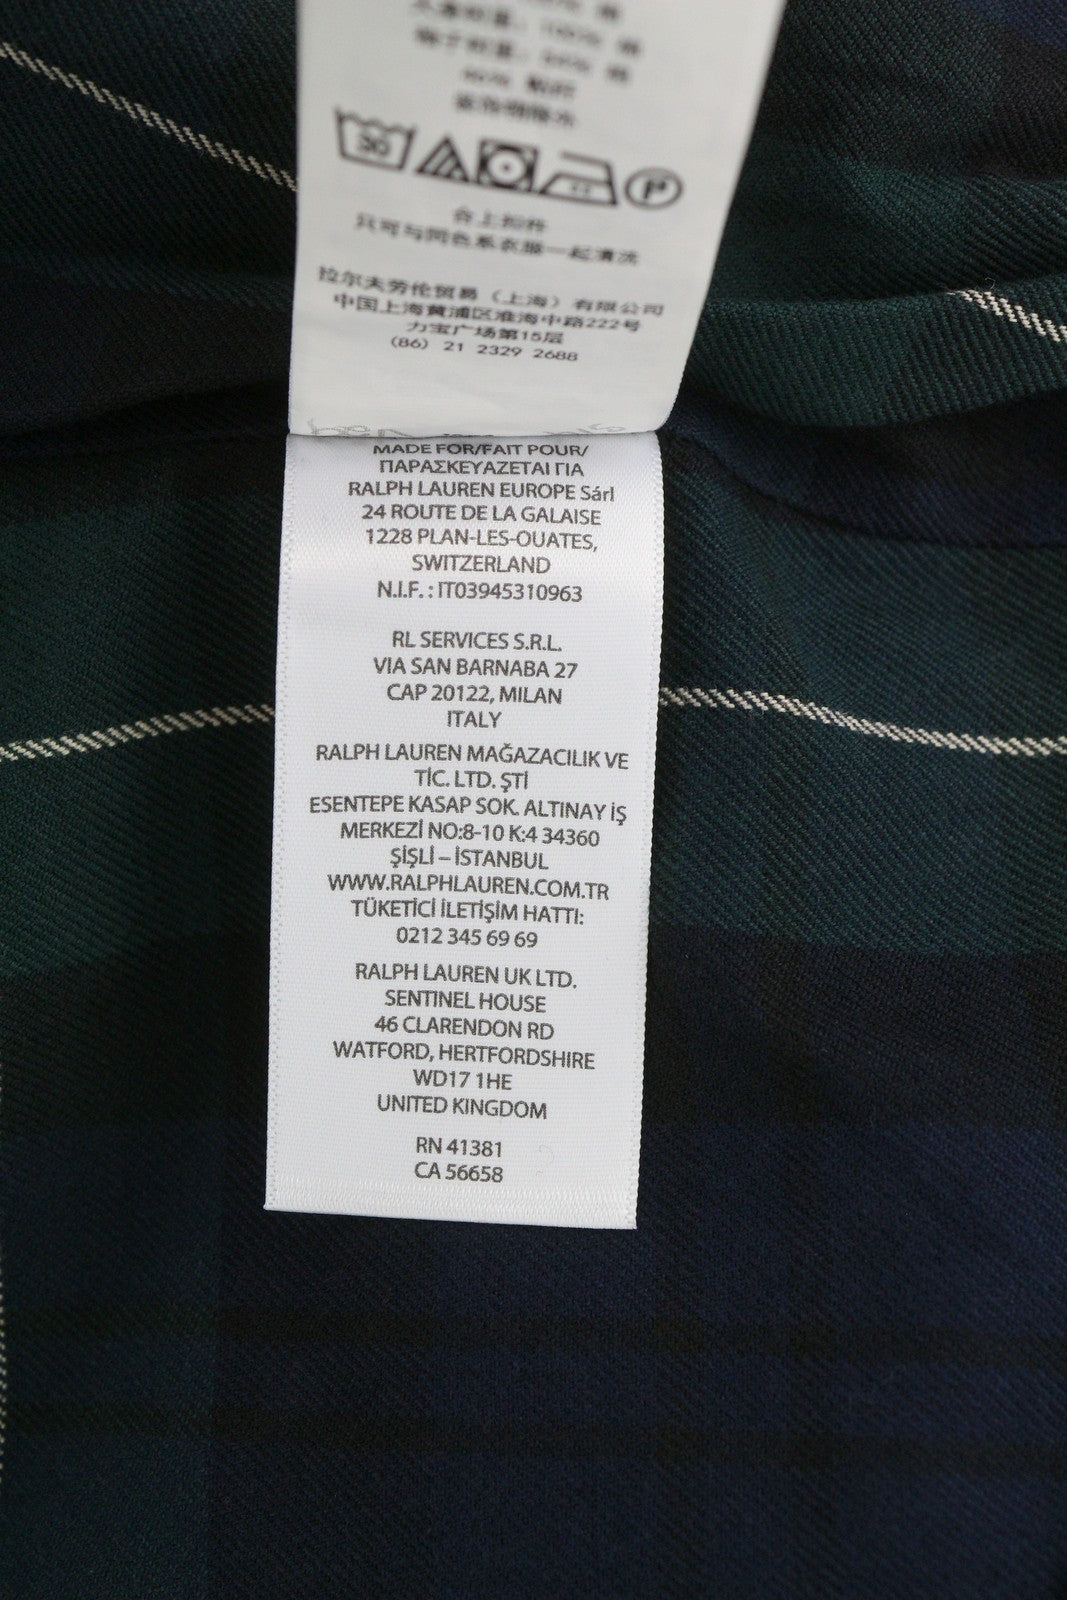 30
P
合上扣件
只可与同色系衣服一起清洗
拉尔夫劳伦贸易（上海）有限公司
中国上海黄浦区淮海中路222号
力宝广场第15层
(86) 21 2329 2688
MADE FOR/FAIT POUR/
ΠΑΡΑΣΚΕΥΑΖΕΤΑΙ ΓΙΑ
RALPH LAUREN EUROPE Sárl
24 ROUTE DE LA GALAISE
1228 PLAN-LES-OUATES,
SWITZERLAND
N.I.F. : IT03945310963
RL SERVICES S.R.L.
VIA SAN BARNABA 27
CAP 20122, MILAN
ITALY
RALPH LAUREN MAĞAZACILIK VE
TİC. LTD. ŞTİ
ESENTEPE KASAP SOK. ALTINAY İŞ
MERKEZİ NO:8-10 K:4 34360
ŞİŞLİ – İSTANBUL
WWW.RALPHLAUREN.COM.TR
TÜKETİCİ İLETİŞİM HATTI:
0212 345 69 69
RALPH LAUREN UK LTD.
SENTINEL HOUSE
46 CLARENDON RD
WATFORD, HERTFORDSHIRE
WD17 1HE
UNITED KINGDOM
RN 41381
CA 56658